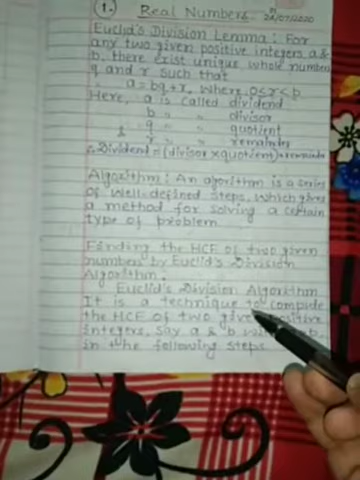 1. Real Numbers. 24/07/2020
Euclid's Division Lemma: For
any two given positive integers a &
b, there exist unique whole numbers
q and r such that
a = bq+r, where 0≤r<b
Here, a is called dividend
b " " divisor
q " " quotient
& r " " remainder
∴ Dividend = (divisor × quotient) + remainder
Algorithm: An algorithm is a series
of well-defined steps, which gives
a method for solving a certain
type of problem.
Finding the HCF of two given
numbers by Euclid's Division
Algorithm:
Euclid's Division Algorithm
It is a technique to compute
the HCF of two given positive
integers, say a & b b,
in the following steps